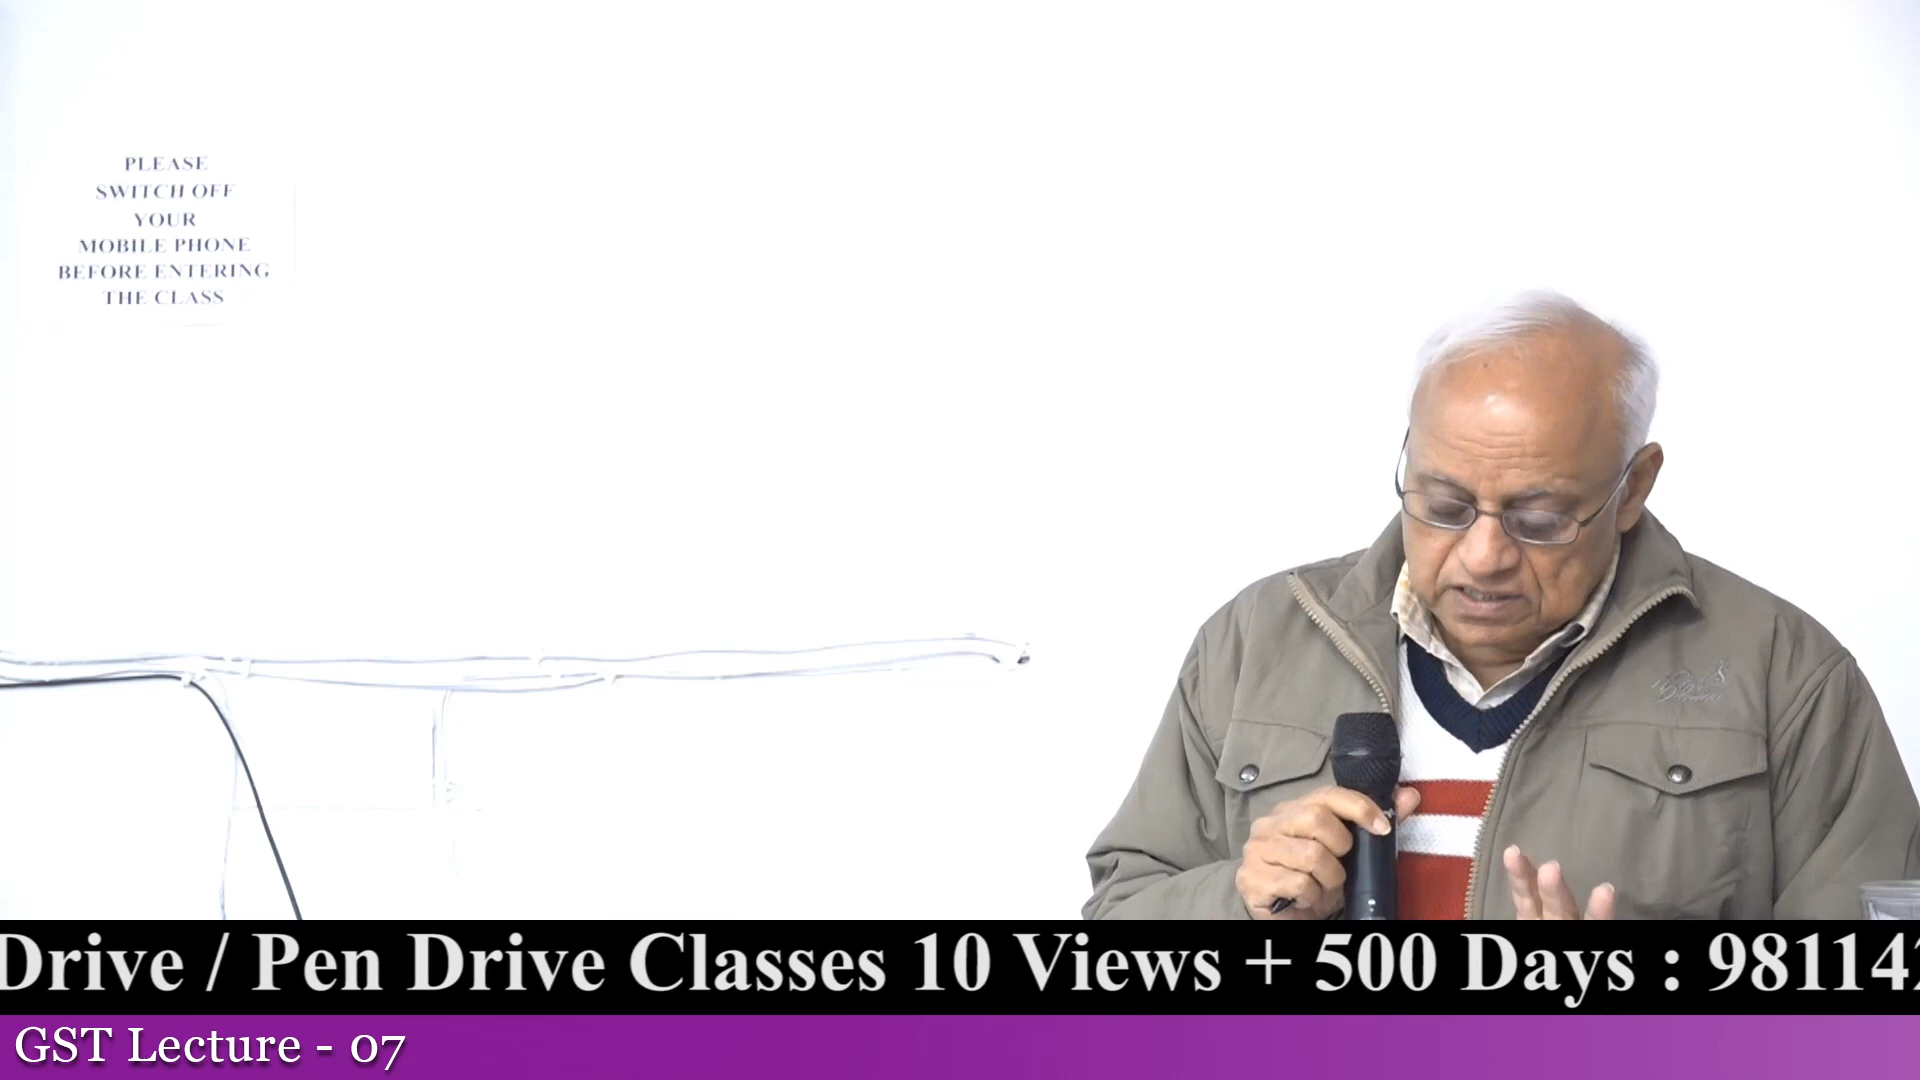 PLEASE
SWITCH OFF
YOUR
MOBILE PHONE
BEFORE ENTERING
THE CLASS
Drive / Pen Drive Classes 10 Views + 500 Days : 98114
GST Lecture - 07